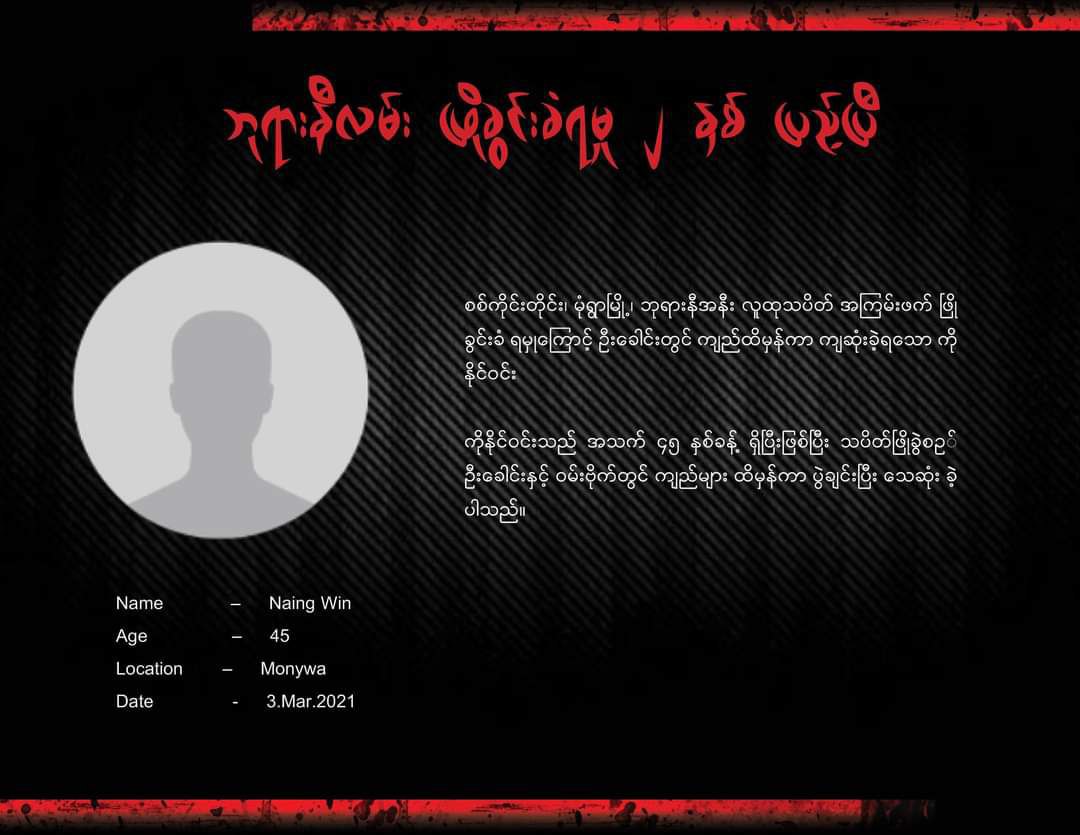 ဘုရားနီလမ်း ဖြိုခွင်းခံရမှု ၂ နှစ် ပြည့်ပြီ
စစ်ကိုင်းတိုင်း၊ မုံရွာမြို့၊ ဘုရားနီအနီး လူထုသပိတ် အကြမ်းဖက် ဖြို
ခွင်းခံ ရမှုကြောင့် ဦးခေါင်းတွင် ကျည်ထိမှန်ကာ ကျဆုံးခဲ့ရသော ကို
နိုင်ဝင်း
ကိုနိုင်ဝင်းသည် အသက် ၄၅ နှစ်ခန့် ရှိပြီးဖြစ်ပြီး သပိတ်ဖြိုခွဲစဥ်
ဦးခေါင်းနှင့် ဝမ်းဗိုက်တွင် ကျည်များ ထိမှန်ကာ ပွဲချင်းပြီး သေဆုံး ခဲ့
ပါသည်။
Name – Naing Win
Age – 45
Location – Monywa
Date - 3.Mar.2021